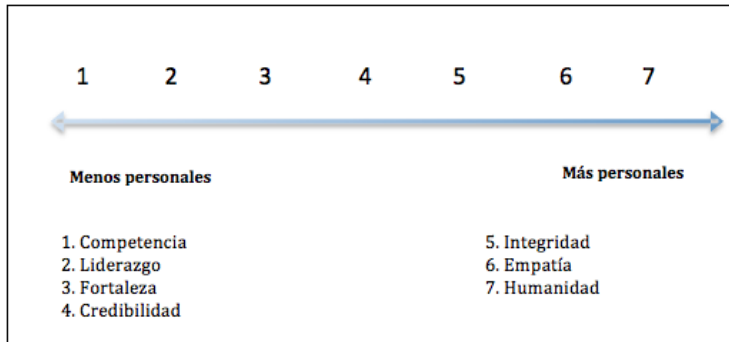 1 2 3 4 5 6 7
Menos personales
Más personales
1. Competencia
2. Liderazgo
3. Fortaleza
4. Credibilidad
5. Integridad
6. Empatía
7. Humanidad